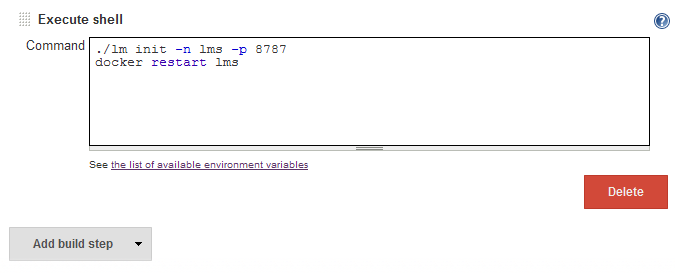 Execute shell
Command
./lm init -n lms -p 8787
docker restart lms
See the list of available environment variables
Delete
Add build step